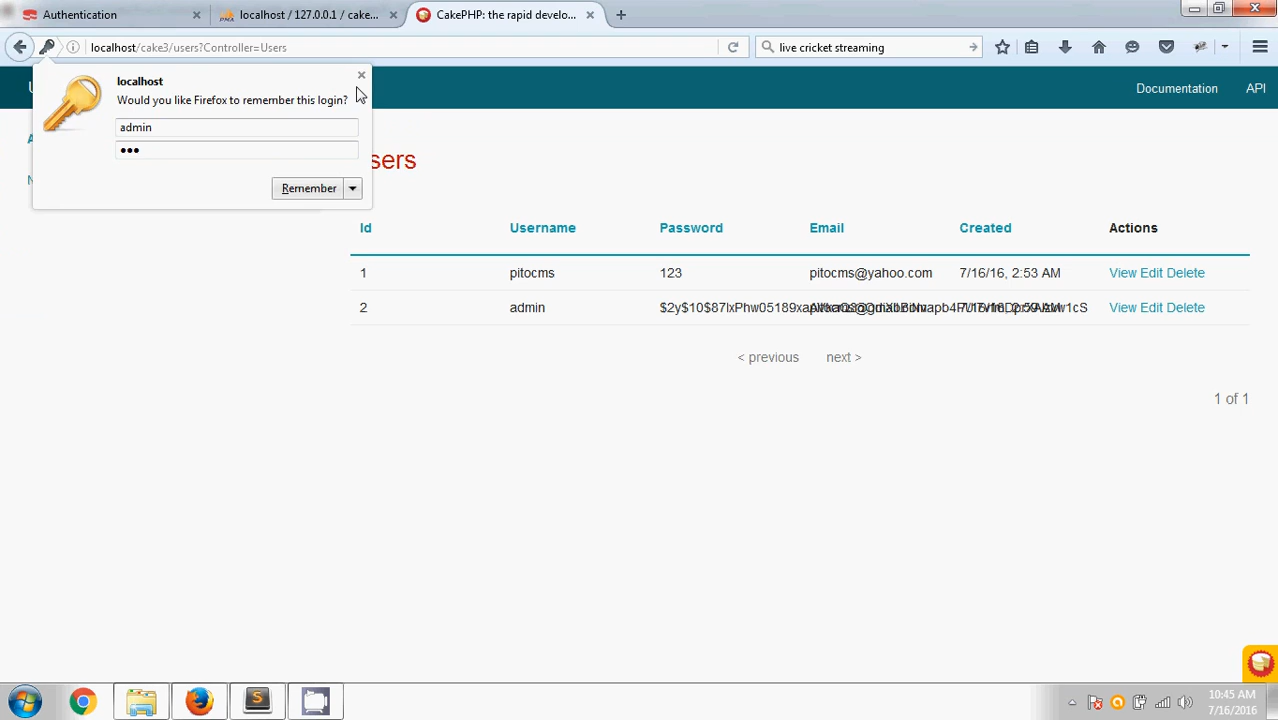 Authentication
localhost / 127.0.0.1 / cake...
CakePHP: the rapid develo...
localhost/cake3/users?Controller=Users
live cricket streaming
localhost
Would you like Firefox to remember this login?
admin
●●●
Remember
Documentation
API
sers
Id Username Password Email Created Actions
1 pitocms 123 pitocms@yahoo.com 7/16/16, 2:53 AM View Edit Delete
2 admin View Edit Delete
< previous next >
1 of 1
10:45 AM
7/16/2016